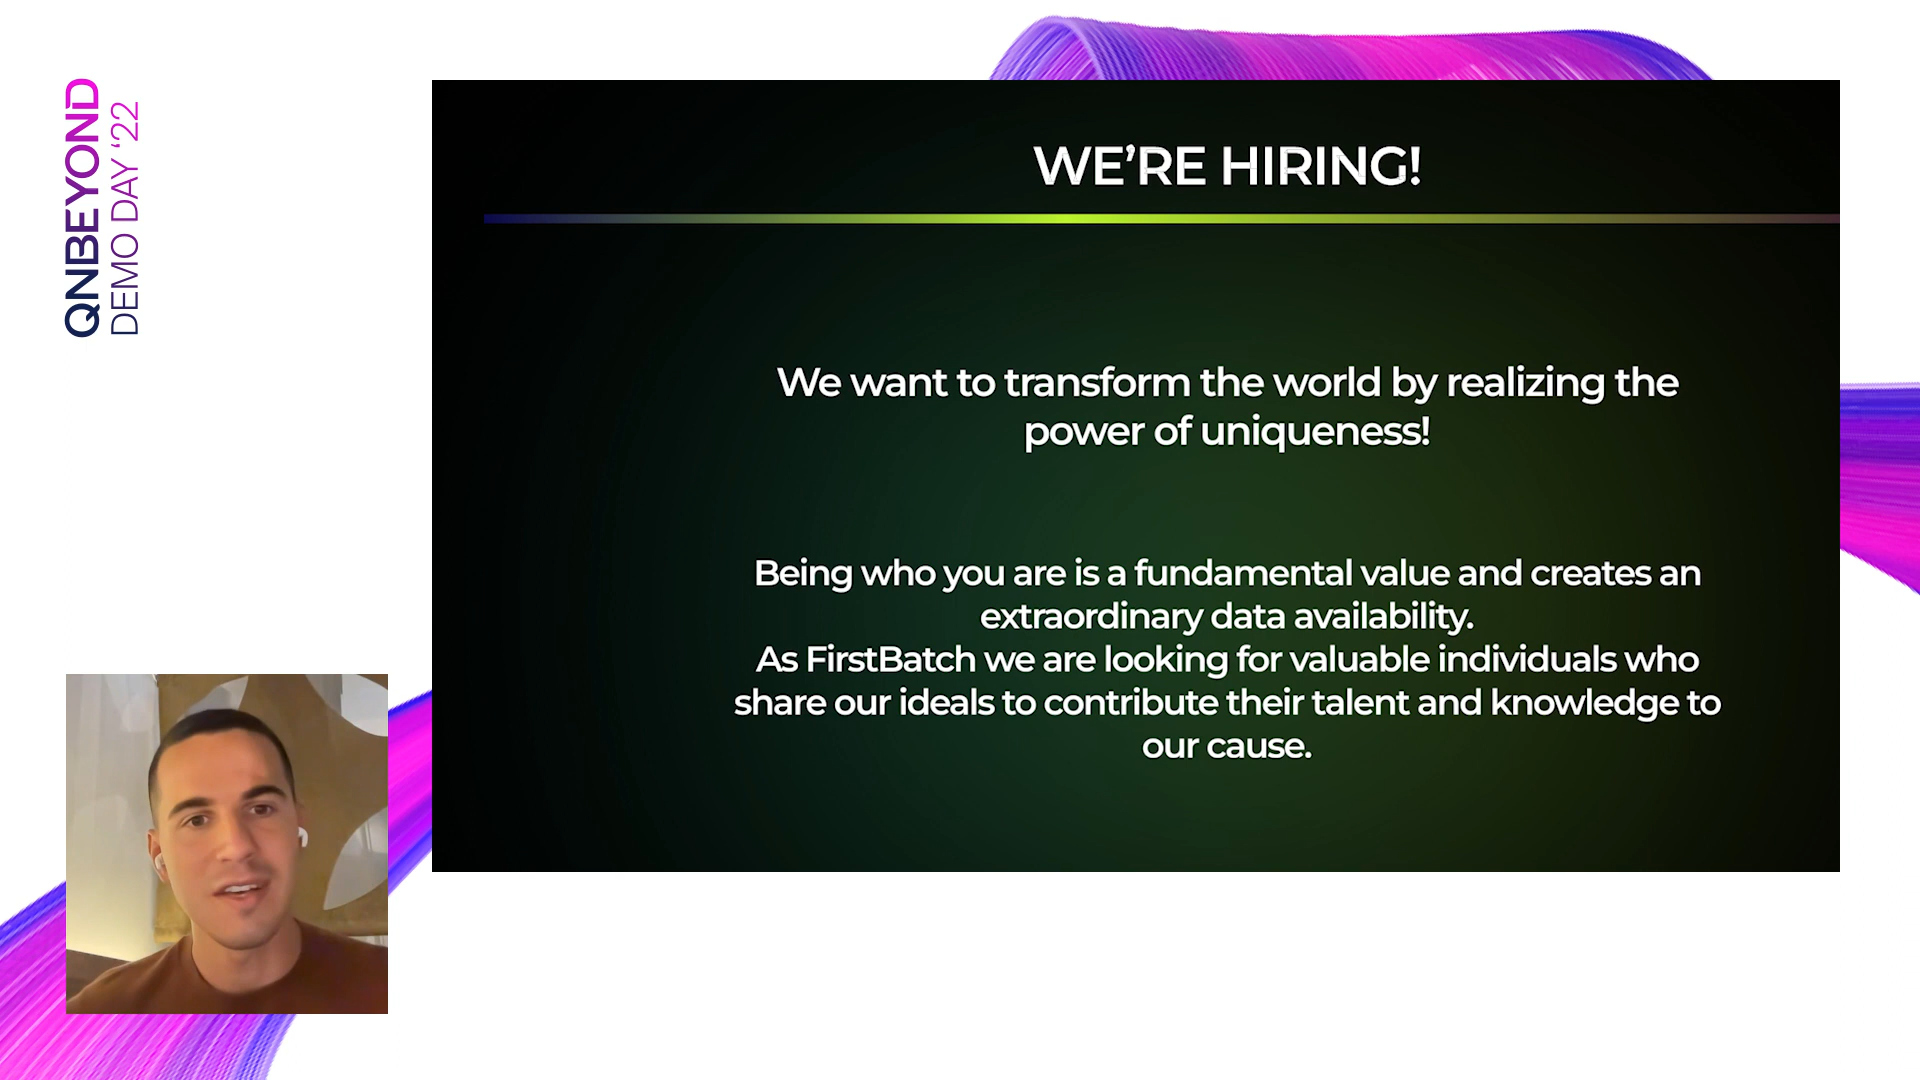 QNBEYOND
DEMO DAY ‘22
WE’RE HIRING!
We want to transform the world by realizing the
power of uniqueness!
Being who you are is a fundamental value and creates an
extraordinary data availability.
As FirstBatch we are looking for valuable individuals who
share our ideals to contribute their talent and knowledge to
our cause.